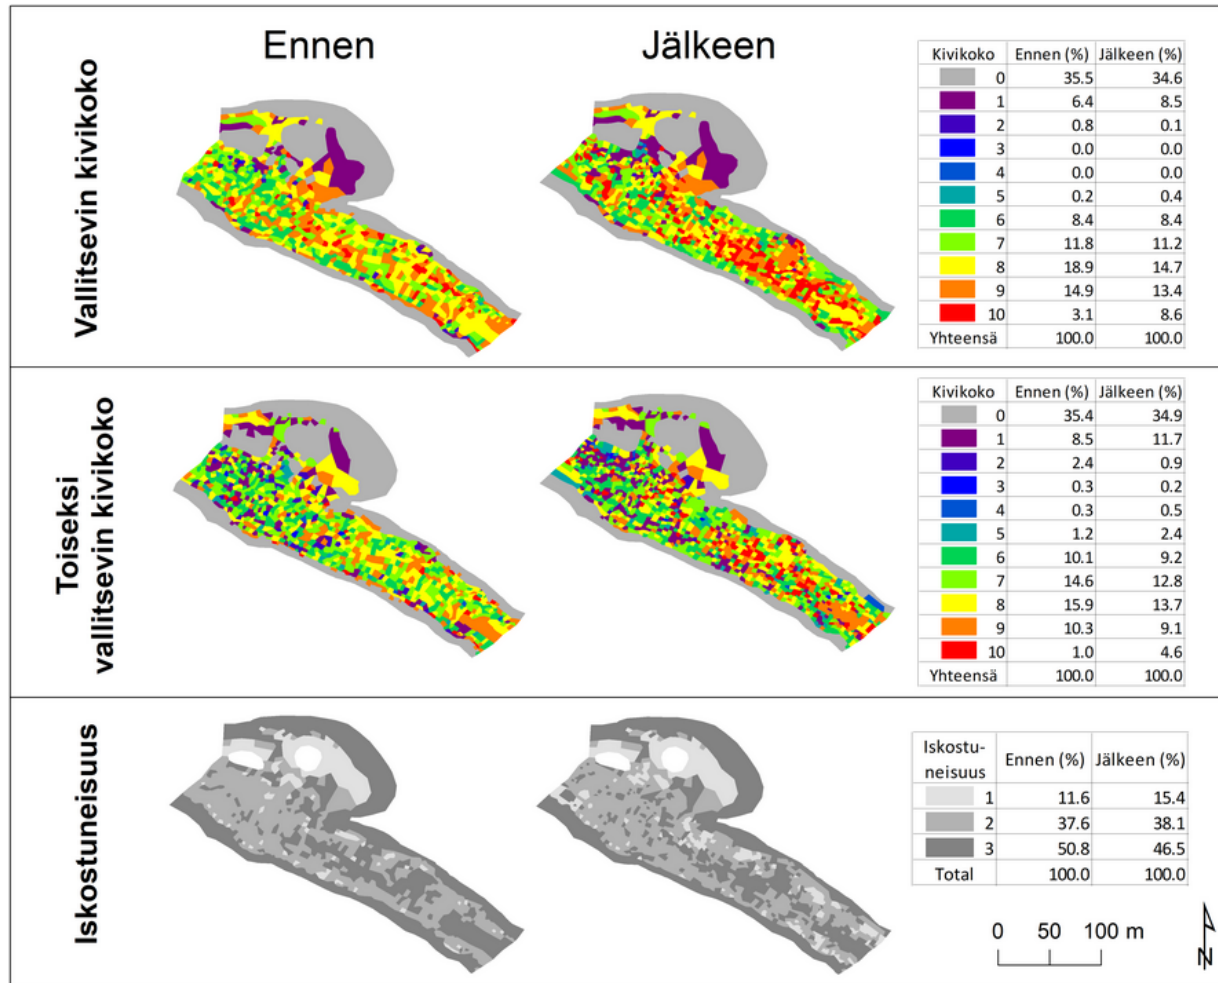 Ennen
Jälkeen
Vallitsevin kivikoko
Kivikoko Ennen (%) Jälkeen (%)
0 35.5 34.6
1 6.4 8.5
2 0.8 0.1
3 0.0 0.0
4 0.0 0.0
5 0.2 0.4
6 8.4 8.4
7 11.8 11.2
8 18.9 14.7
9 14.9 13.4
10 3.1 8.6
Yhteensä 100.0 100.0
Toiseksi
vallitsevin kivikoko
Kivikoko Ennen (%) Jälkeen (%)
0 35.4 34.9
1 8.5 11.7
2 2.4 0.9
3 0.3 0.2
4 0.3 0.5
5 1.2 2.4
6 10.1 9.2
7 14.6 12.8
8 15.9 13.7
9 10.3 9.1
10 1.0 4.6
Yhteensä 100.0 100.0
Iskostuneisuus
Iskostu-
neisuus Ennen (%) Jälkeen (%)
1 11.6 15.4
2 37.6 38.1
3 50.8 46.5
Total 100.0 100.0
0 50 100 m
N